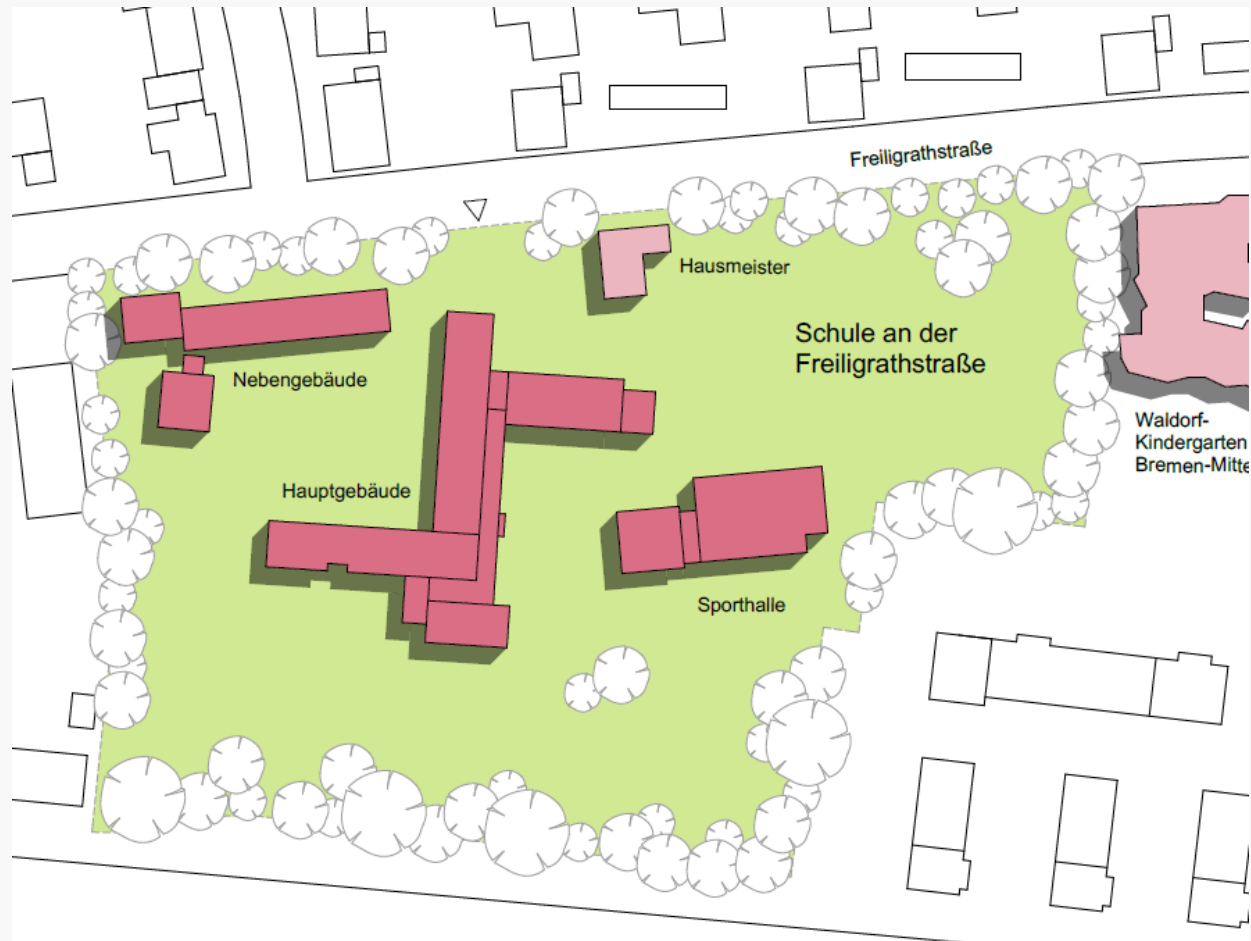 Freiligrathstraße
Hausmeister
Schule an der
Freiligrathstraße
Nebengebäude
Waldorf-
Kindergarten
Bremen-Mitte
Hauptgebäude
Sporthalle